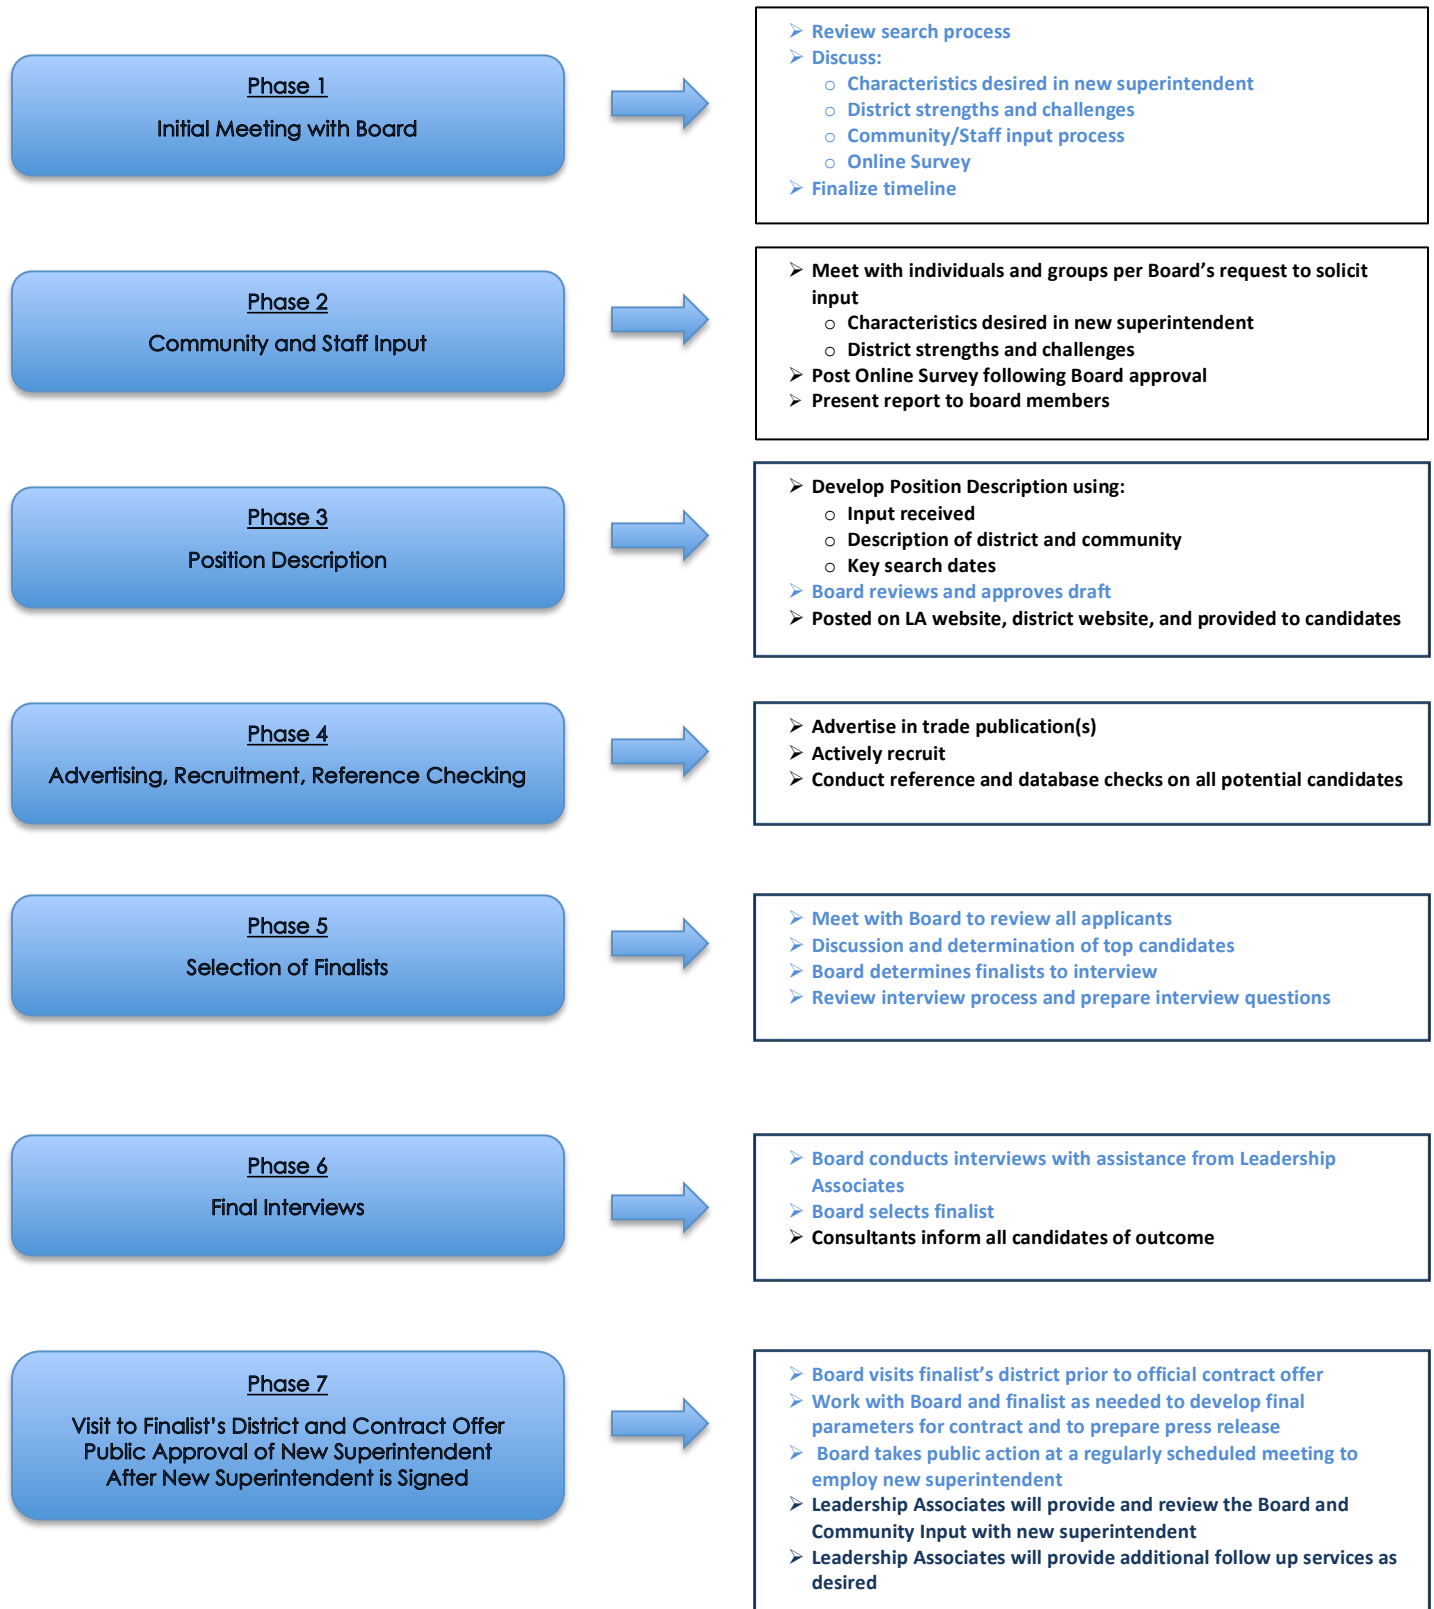 Phase 1
Initial Meeting with Board
➢ Review search process
➢ Discuss:
o Characteristics desired in new superintendent
o District strengths and challenges
o Community/Staff input process
o Online Survey
➢ Finalize timeline
Phase 2
Community and Staff Input
➢ Meet with individuals and groups per Board’s request to solicit
input
o Characteristics desired in new superintendent
o District strengths and challenges
➢ Post Online Survey following Board approval
➢ Present report to board members
Phase 3
Position Description
➢ Develop Position Description using:
o Input received
o Description of district and community
o Key search dates
➢ Board reviews and approves draft
➢ Posted on LA website, district website, and provided to candidates
Phase 4
Advertising, Recruitment, Reference Checking
➢ Advertise in trade publication(s)
➢ Actively recruit
➢ Conduct reference and database checks on all potential candidates
Phase 5
Selection of Finalists
➢ Meet with Board to review all applicants
➢ Discussion and determination of top candidates
➢ Board determines finalists to interview
➢ Review interview process and prepare interview questions
Phase 6
Final Interviews
➢ Board conducts interviews with assistance from Leadership
Associates
➢ Board selects finalist
➢ Consultants inform all candidates of outcome
Phase 7
Visit to Finalist’s District and Contract Offer
Public Approval of New Superintendent
After New Superintendent is Signed
➢ Board visits finalist’s district prior to official contract offer
➢ Work with Board and finalist as needed to develop final
parameters for contract and to prepare press release
➢ Board takes public action at a regularly scheduled meeting to
employ new superintendent
➢ Leadership Associates will provide and review the Board and
Community Input with new superintendent
➢ Leadership Associates will provide additional follow up services as
desired